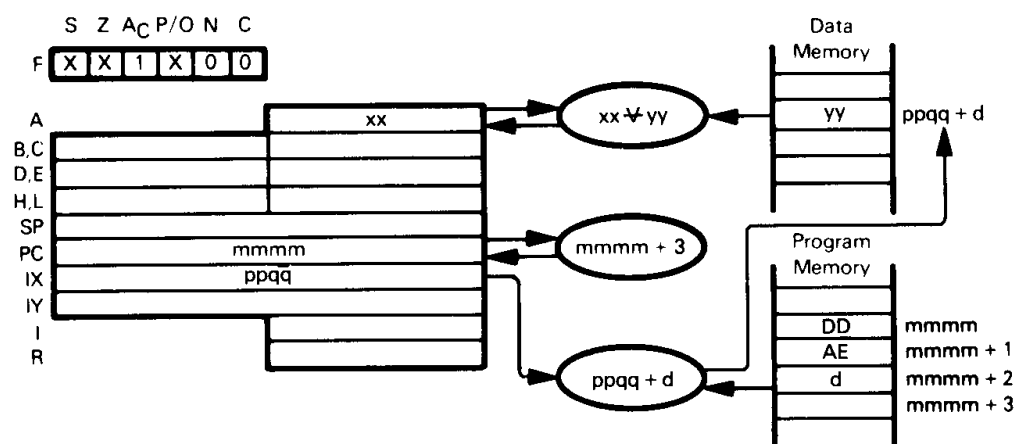 S Z AC P/O N C
F X X 1 X 0 0
Data
Memory
A xx
xx ⊻ yy
yy ppqq + d
B,C
D,E
H,L
SP
PC mmmm
mmmm + 3
Program
Memory
IX ppqq
IY
I
R
ppqq + d
DD mmmm
AE mmmm + 1
d mmmm + 2
mmmm + 3